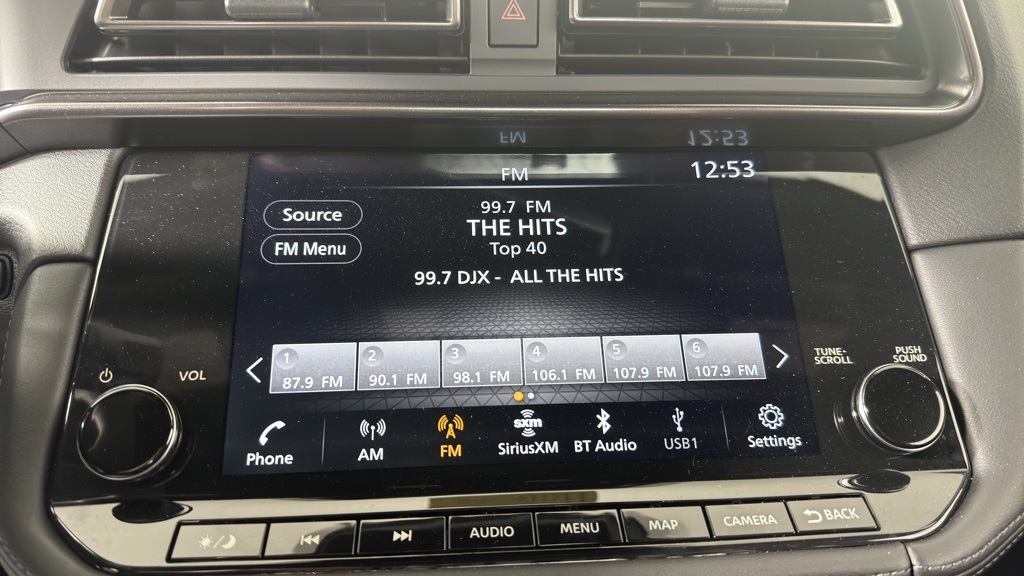 FM 12:53
FM 12:53
99.7 FM
Source THE HITS
FM Menu Top 40
99.7 DJX - ALL THE HITS
1 2 3 4 5 6
87.9 FM 90.1 FM 98.1 FM 106.1 FM 107.9 FM 107.9 FM
VOL
TUNE-SCROLL
PUSH SOUND
Phone AM FM SiriusXM BT Audio USB1 Settings
sxm
AUDIO MENU MAP CAMERA BACK